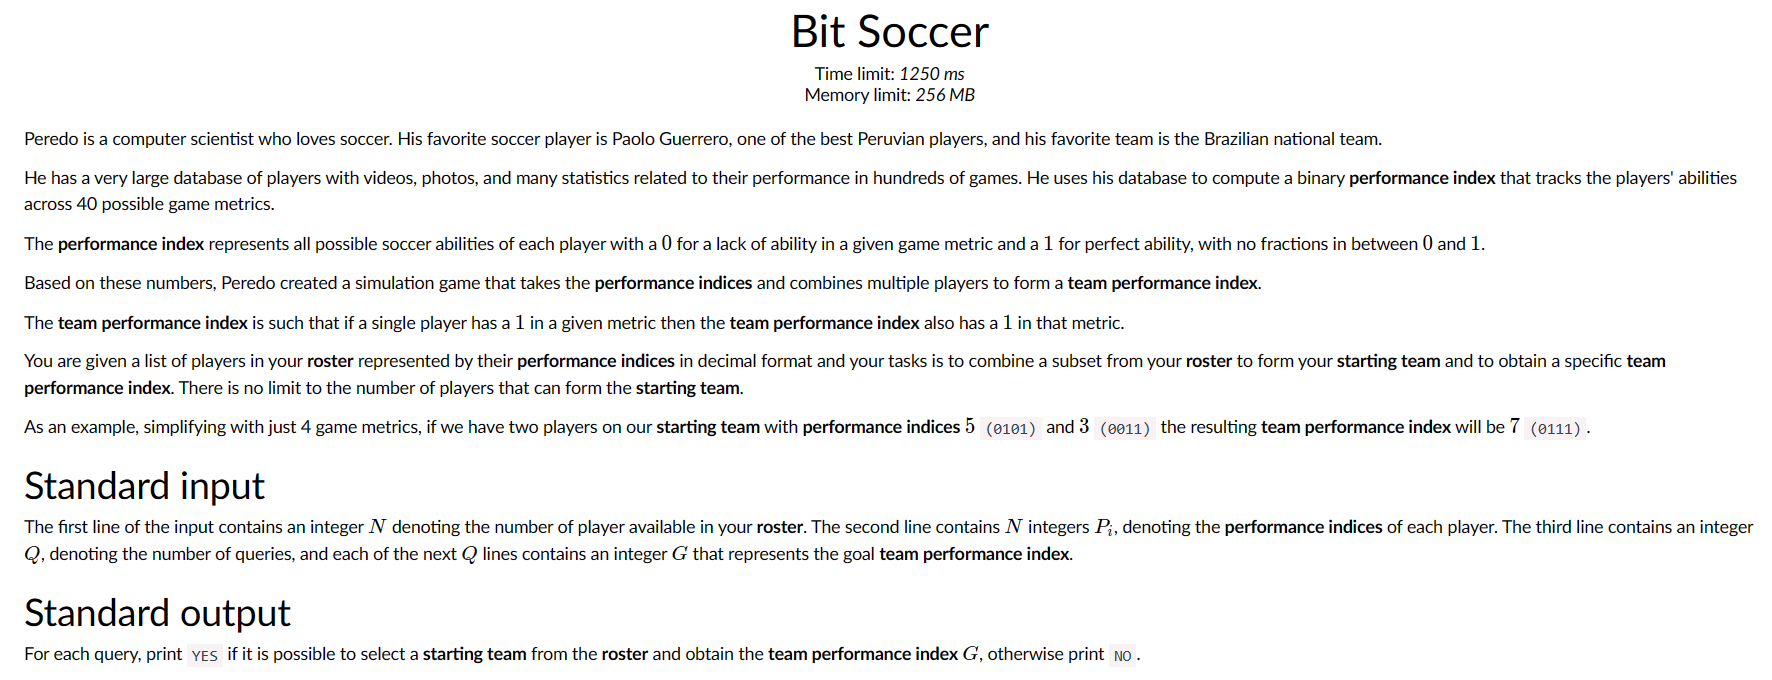 Bit Soccer
Time limit: 1250 ms
Memory limit: 256 MB
Peredo is a computer scientist who loves soccer. His favorite soccer player is Paolo Guerrero, one of the best Peruvian players, and his favorite team is the Brazilian national team.
He has a very large database of players with videos, photos, and many statistics related to their performance in hundreds of games. He uses his database to compute a binary performance index that tracks the players' abilities
across 40 possible game metrics.
The performance index represents all possible soccer abilities of each player with a 0 for a lack of ability in a given game metric and a 1 for perfect ability, with no fractions in between 0 and 1.
Based on these numbers, Peredo created a simulation game that takes the performance indices and combines multiple players to form a team performance index.
The team performance index is such that if a single player has a 1 in a given metric then the team performance index also has a 1 in that metric.
You are given a list of players in your roster represented by their performance indices in decimal format and your tasks is to combine a subset from your roster to form your starting team and to obtain a specific team
performance index. There is no limit to the number of players that can form the starting team.
As an example, simplifying with just 4 game metrics, if we have two players on our starting team with performance indices 5 (0101) and 3 (0011) the resulting team performance index will be 7 (0111) .
Standard input
The first line of the input contains an integer N denoting the number of player available in your roster. The second line contains N integers P_i, denoting the performance indices of each player. The third line contains an integer
Q, denoting the number of queries, and each of the next Q lines contains an integer G that represents the goal team performance index.
Standard output
For each query, print YES if it is possible to select a starting team from the roster and obtain the team performance index G, otherwise print NO .